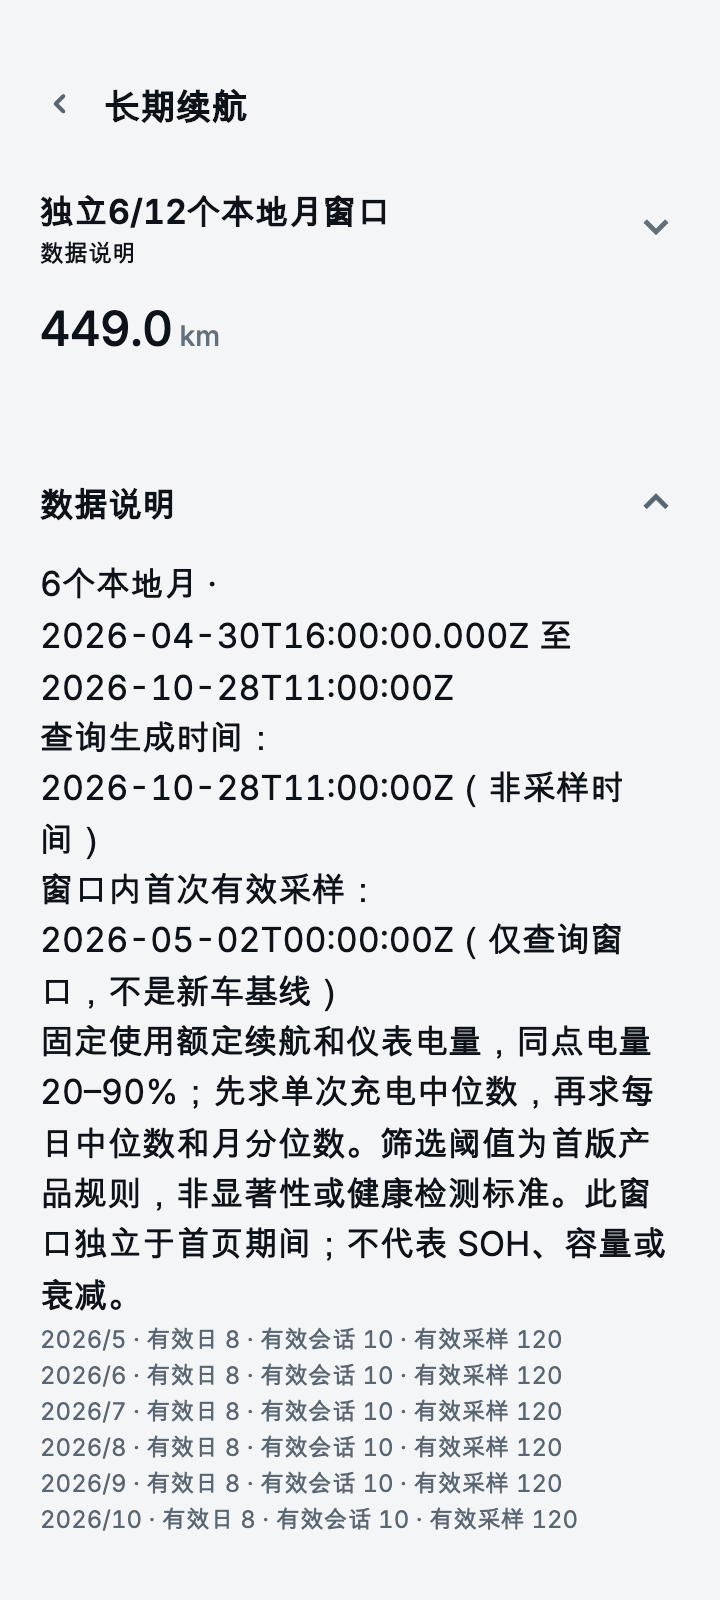 长期续航
独立6/12个本地月窗口
数据说明
449.0 km
数据说明
6个本地月 ·
2026-04-30T16:00:00.000Z 至
2026-10-28T11:00:00Z
查询生成时间：
2026-10-28T11:00:00Z（非采样时
间）
窗口内首次有效采样：
2026-05-02T00:00:00Z（仅查询窗
口，不是新车基线）
固定使用额定续航和仪表电量，同点电量
20–90%；先求单次充电中位数，再求每
日中位数和月分位数。筛选阈值为首版产
品规则，非显著性或健康检测标准。此窗
口独立于首页期间；不代表 SOH、容量或
衰减。
2026/5 · 有效日 8 · 有效会话 10 · 有效采样 120
2026/6 · 有效日 8 · 有效会话 10 · 有效采样 120
2026/7 · 有效日 8 · 有效会话 10 · 有效采样 120
2026/8 · 有效日 8 · 有效会话 10 · 有效采样 120
2026/9 · 有效日 8 · 有效会话 10 · 有效采样 120
2026/10 · 有效日 8 · 有效会话 10 · 有效采样 120